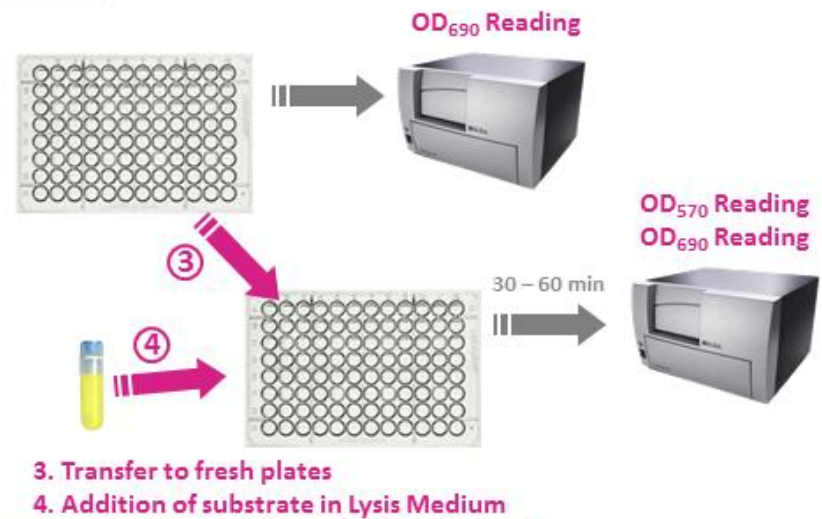 OD₆₉₀ Reading
③
OD₅₇₀ Reading
OD₆₉₀ Reading
30 – 60 min
④
3. Transfer to fresh plates
4. Addition of substrate in Lysis Medium